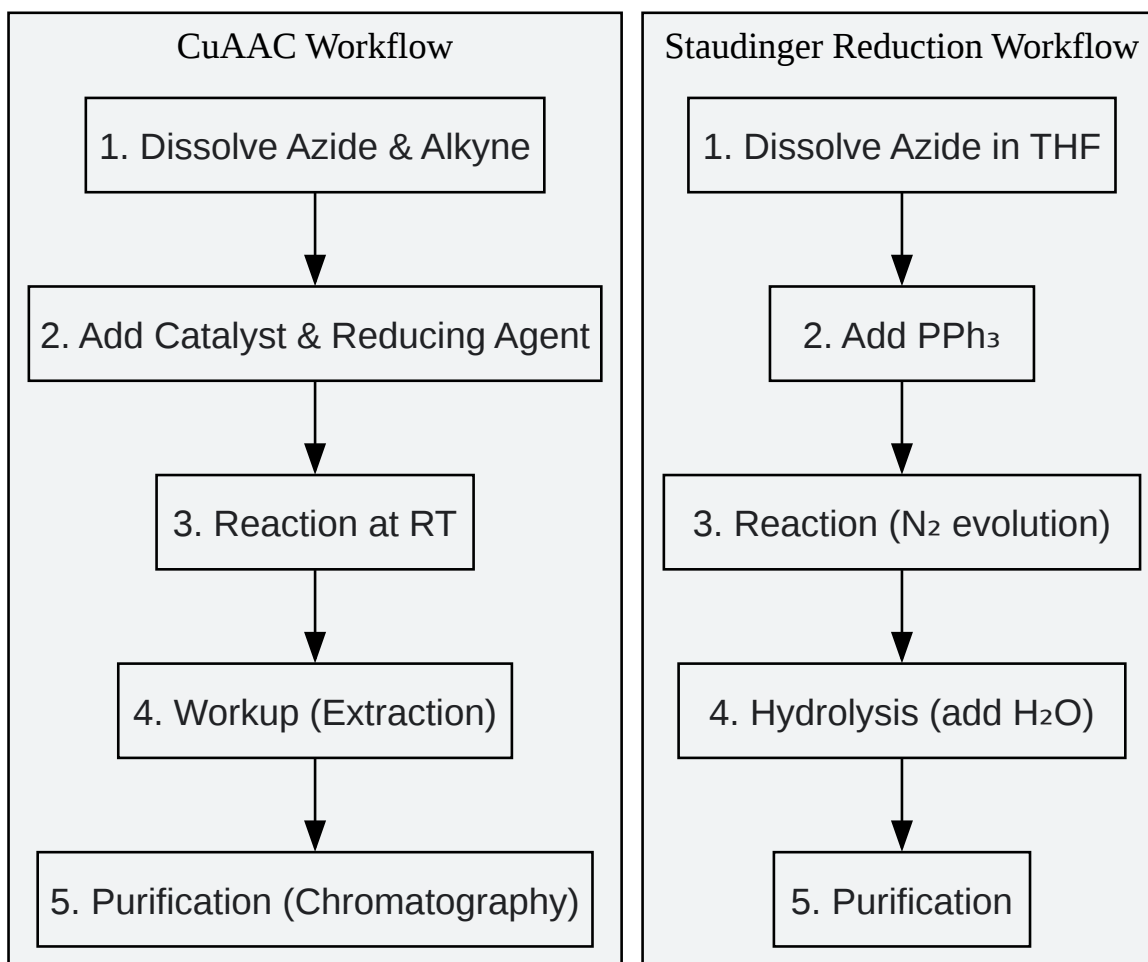 CuAAC Workflow
1. Dissolve Azide & Alkyne
2. Add Catalyst & Reducing Agent
3. Reaction at RT
4. Workup (Extraction)
5. Purification (Chromatography)
Staudinger Reduction Workflow
1. Dissolve Azide in THF
2. Add PPh₃
3. Reaction (N₂ evolution)
4. Hydrolysis (add H₂O)
5. Purification